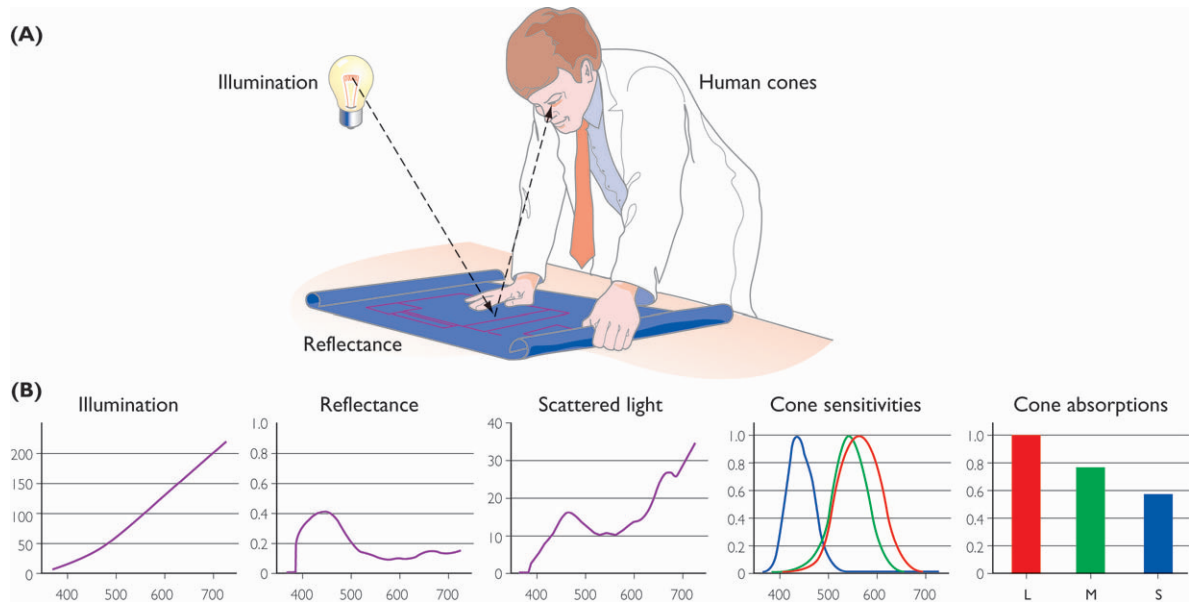 (A)
Illumination
Human cones
Reflectance
(B)
Illumination
Reflectance
Scattered light
Cone sensitivities
Cone absorptions
200
150
100
50
0
400 500 600 700
1.0
0.8
0.6
0.4
0.2
0
400 500 600 700
40
30
20
10
0
400 500 600 700
1.0
0.8
0.6
0.4
0.2
0
400 500 600 700
1.0
0.8
0.6
0.4
0.2
0
L M S